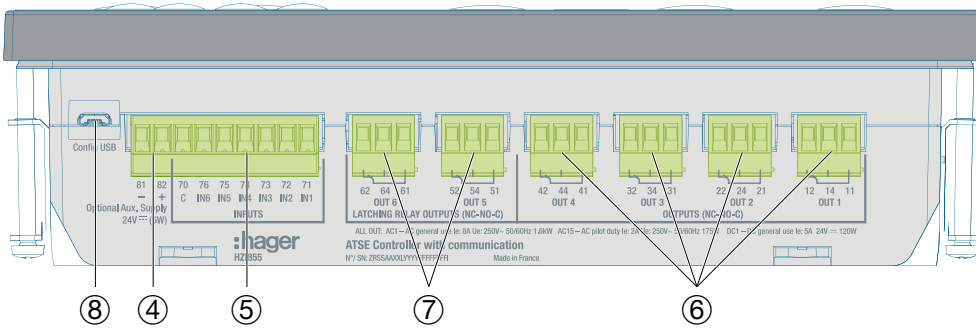 Config USB
81 82 70 76 75 74 73 72 71
− + C IN6 IN5 IN4 IN3 IN2 IN1
Optional Aux. Supply
24V ⎓ (5W)
INPUTS
62 64 61 52 54 51 42 44 41 32 34 31 22 24 21 12 14 11
OUT 6 OUT 5 OUT 4 OUT 3 OUT 2 OUT 1
LATCHING RELAY OUTPUTS (NC-NO-C) OUTPUTS (NC-NO-C)
ALL OUT: AC1 – AC general use Ie: 8A Ue: 250V~ 50/60Hz 1.6kW AC15 – AC pilot duty Ie: 2A Ue: 250V~ 50/60Hz 175W DC1 – DC general use Ie: 5A 24V ⎓ 120W
:hager
ATSE Controller with communication
N°/ SN: Made in France
⑧ ④ ⑤ ⑦ ⑥